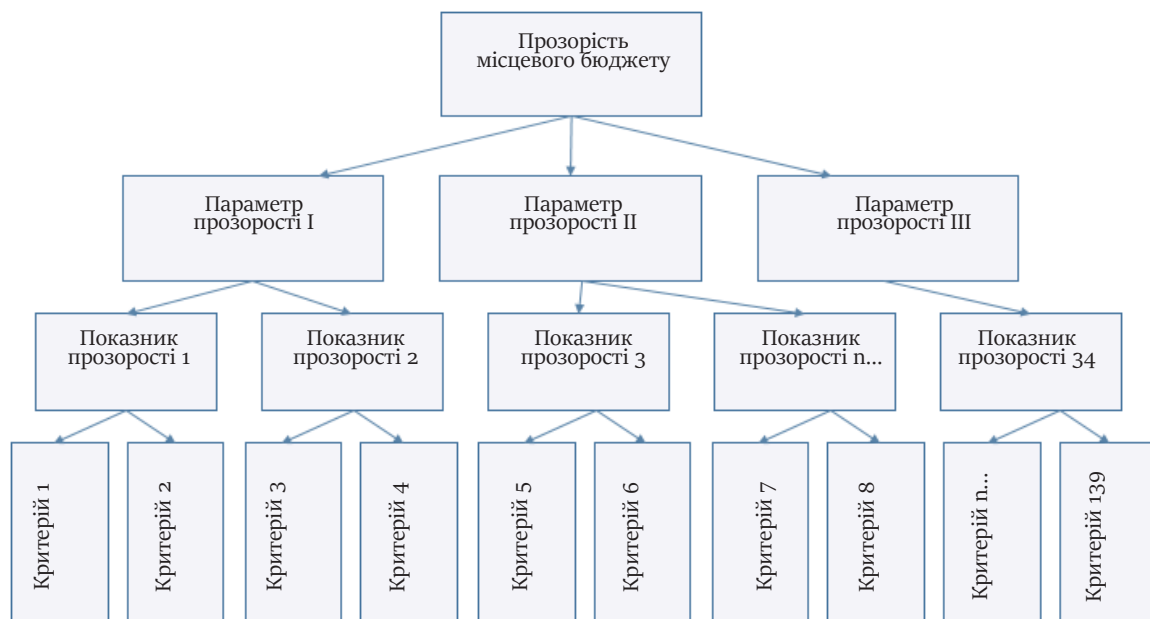 Прозорість
місцевого бюджету
Параметр
прозорості I
Параметр
прозорості II
Параметр
прозорості III
Показник
прозорості 1
Показник
прозорості 2
Показник
прозорості 3
Показник
прозорості n...
Показник
прозорості 34
Критерій 1
Критерій 2
Критерій 3
Критерій 4
Критерій 5
Критерій 6
Критерій 7
Критерій 8
Критерій n...
Критерій 139